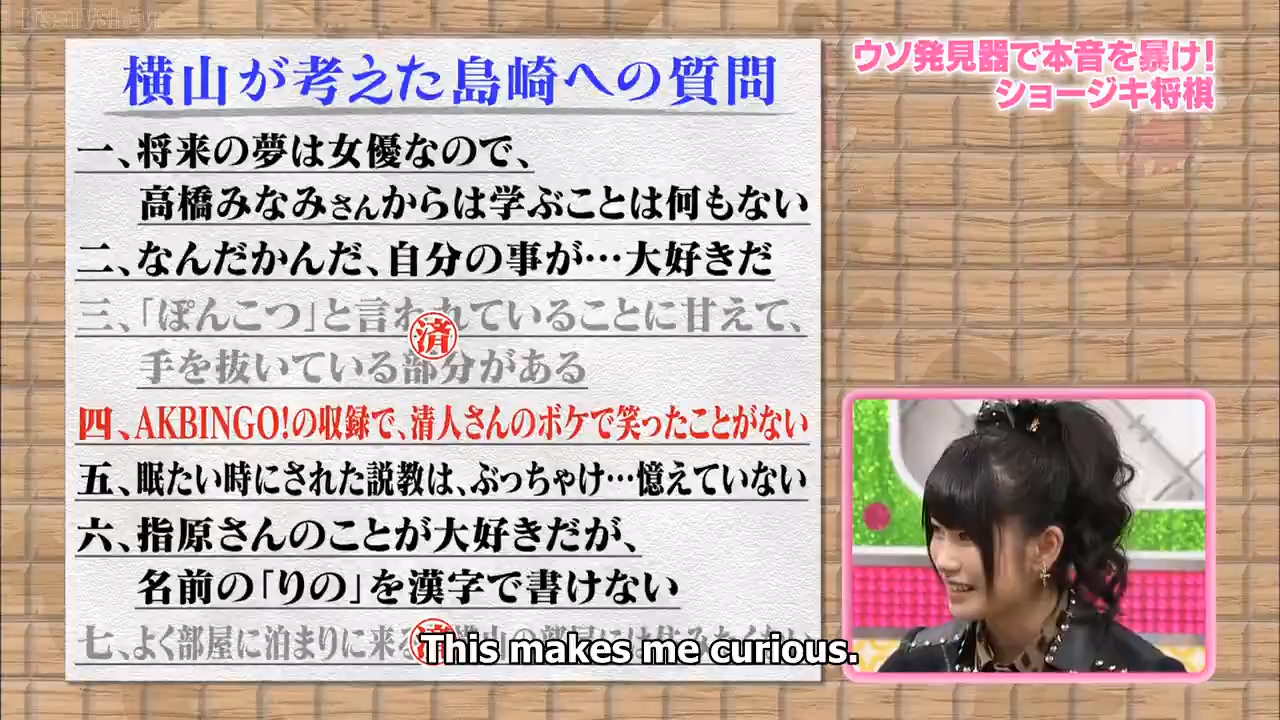 横山が考えた島崎への質問
ウソ発見器で本音を暴け!
ショージキ将棋
一、将来の夢は女優なので、
高橋みなみさんからは学ぶことは何もない
二、なんだかんだ、自分の事が…大好きだ
三、「ぽんこつ」と言われていることに甘えて、
済
手を抜いている部分がある
四、AKBINGO!の収録で、清人さんのボケで笑ったことがない
五、眠たい時にされた説教は、ぶっちゃけ…憶えていない
六、指原さんのことが大好きだが、
名前の「りの」を漢字で書けない
七、よく部屋に泊まりに来る
This makes me curious.